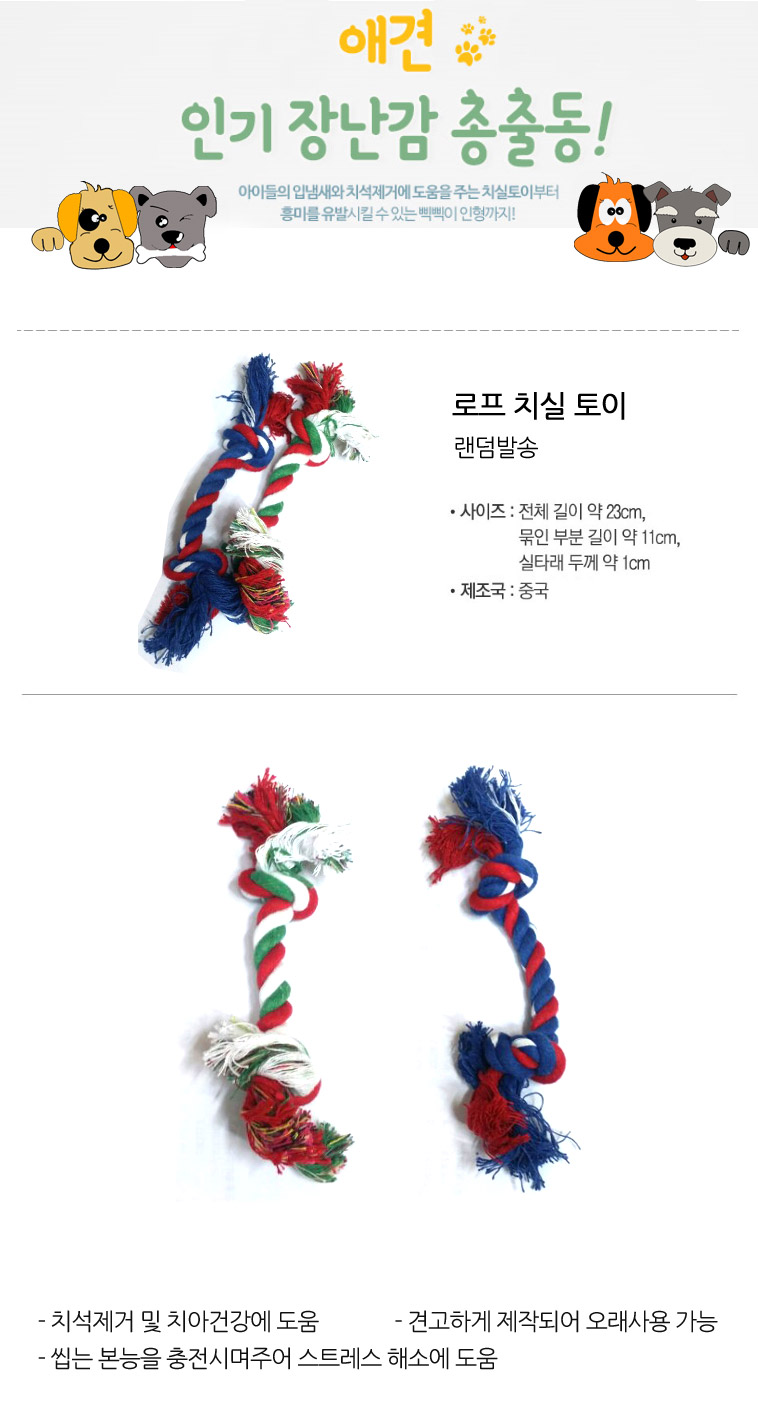 애견
인기 장난감 총출동!
아이들의 입냄새와 치석제거에 도움을 주는 치실토이부터
흥미를 유발시킬 수 있는 삑삑이 인형까지!
로프 치실 토이
랜덤발송
• 사이즈 : 전체 길이 약 23cm,
묶인 부분 길이 약 11cm,
실타래 두께 약 1cm
• 제조국 : 중국
- 치석제거 및 치아건강에 도움
- 견고하게 제작되어 오래사용 가능
- 씹는 본능을 충전시며주어 스트레스 해소에 도움